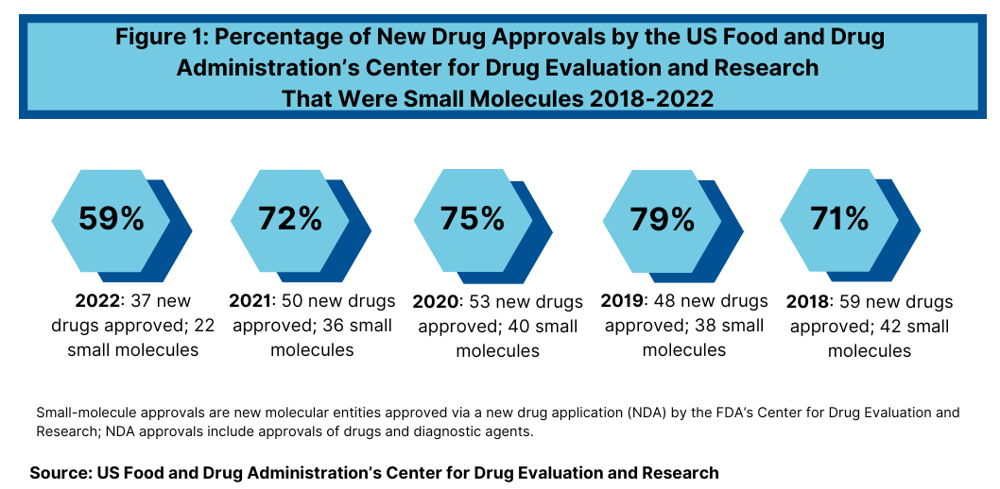 Figure 1: Percentage of New Drug Approvals by the US Food and Drug
Administration’s Center for Drug Evaluation and Research
That Were Small Molecules 2018-2022
59%
72%
75%
79%
71%
2022: 37 new
drugs approved; 22
small molecules
2021: 50 new drugs
approved; 36 small
molecules
2020: 53 new drugs
approved; 40 small
molecules
2019: 48 new drugs
approved; 38 small
molecules
2018: 59 new drugs
approved; 42 small
molecules
Small-molecule approvals are new molecular entities approved via a new drug application (NDA) by the FDA’s Center for Drug Evaluation and
Research; NDA approvals include approvals of drugs and diagnostic agents.
Source: US Food and Drug Administration’s Center for Drug Evaluation and Research